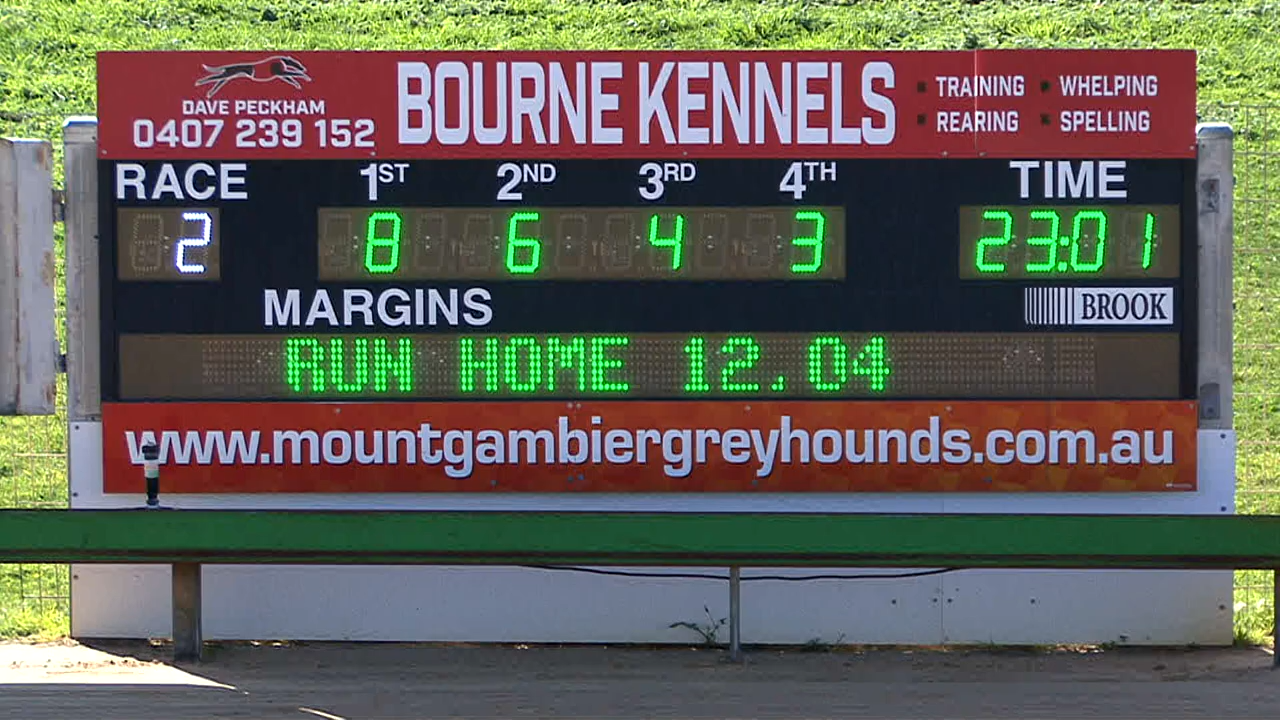 DAVE PECKHAM
0407 239 152
BOURNE KENNELS
TRAINING
WHELPING
REARING
SPELLING
RACE 1ST 2ND 3RD 4TH TIME
2 8 6 4 3 23:01
MARGINS
BROOK
RUN HOME 12.04
www.mountgambiergreyhounds.com.au